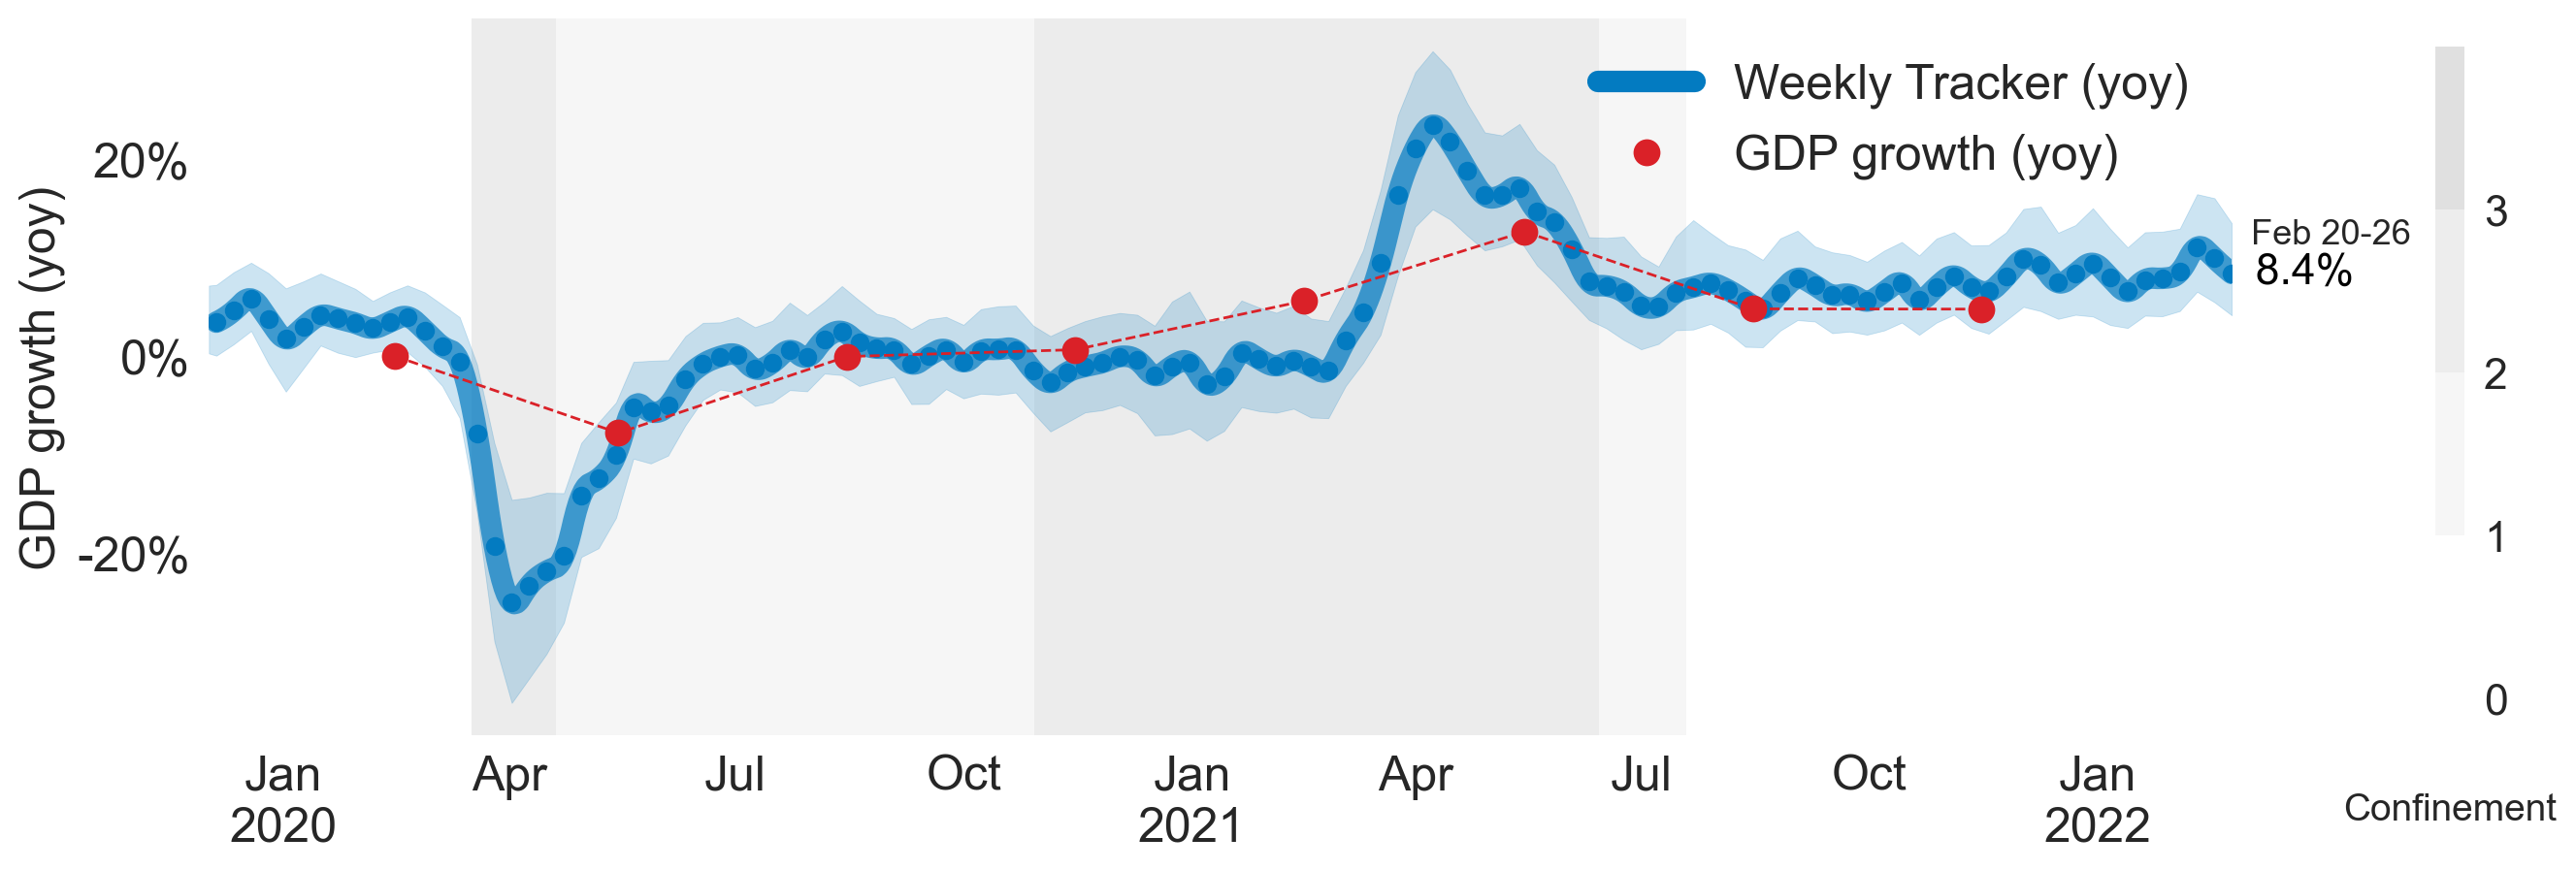 Weekly Tracker (yoy)
GDP growth (yoy)
GDP growth (yoy)
20%
0%
-20%
Feb 20-26
8.4%
3
2
1
0
Jan
2020
Apr
Jul
Oct
Jan
2021
Apr
Jul
Oct
Jan
2022
Confinement